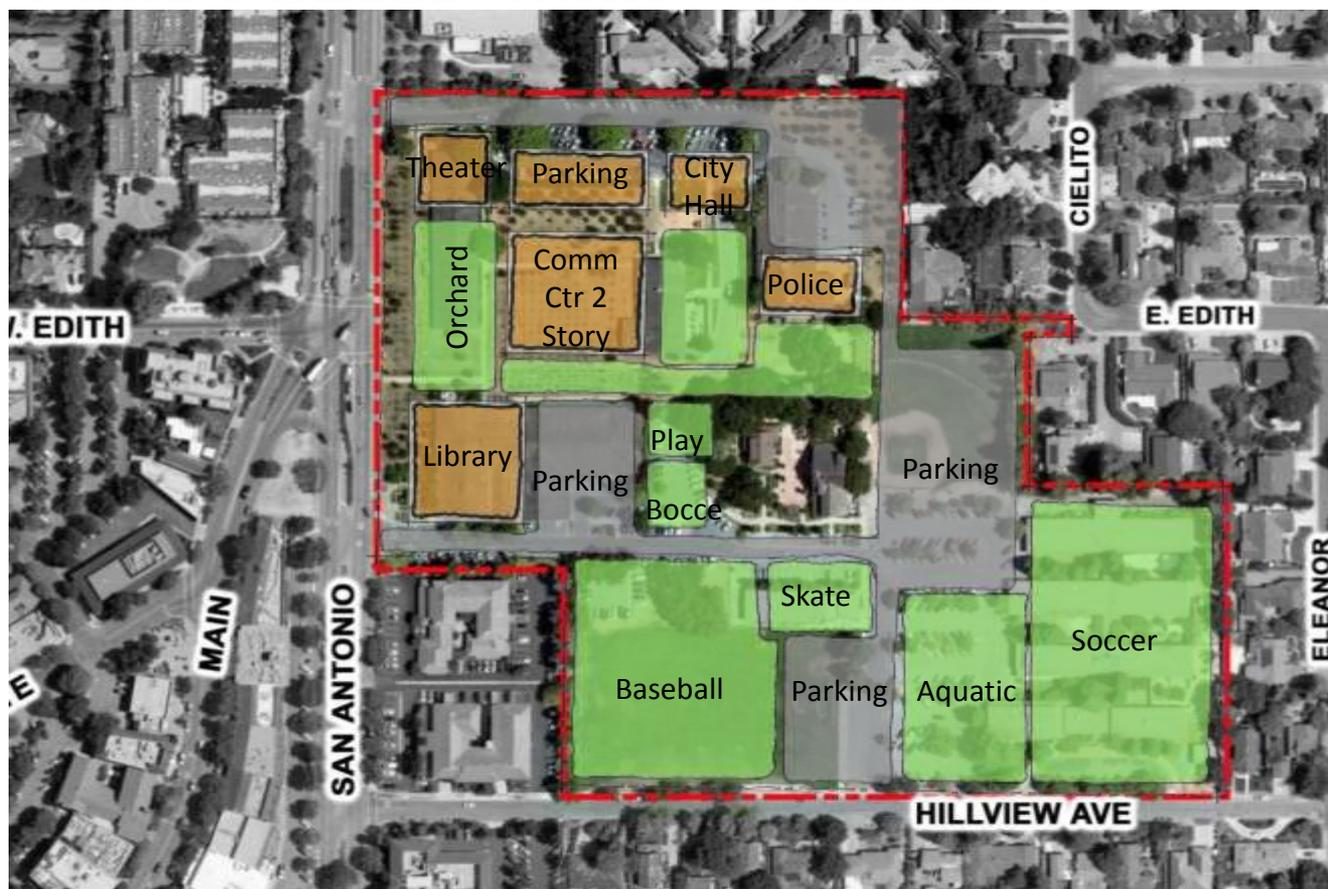 Theater
Parking
City
Hall
CIELITO
Orchard
Comm
Ctr 2
Story
Police
E. EDITH
. EDITH
Library
Parking
Play
Bocce
Parking
ELEANOR
MAIN
SAN ANTONIO
Skate
Baseball
Parking
Aquatic
Soccer
HILLVIEW AVE